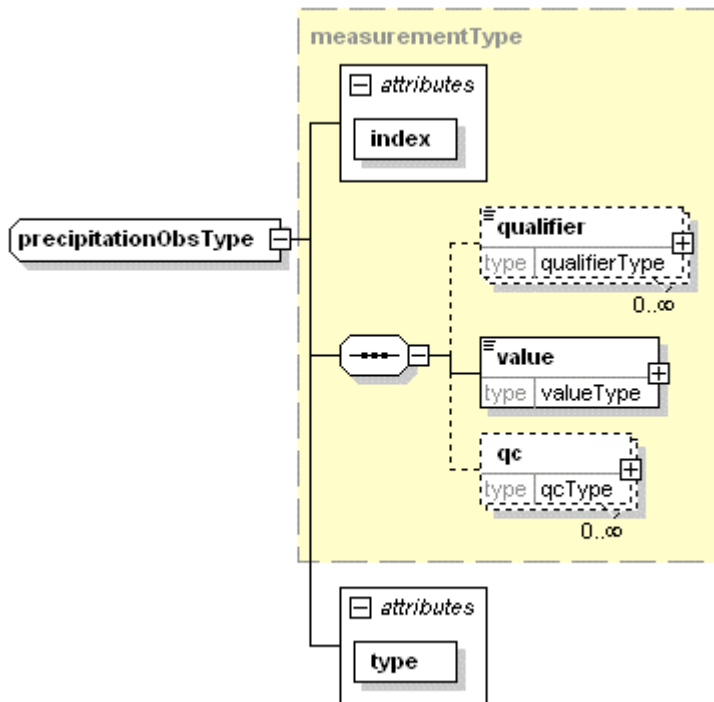 measurementType
attributes
index
precipitationObsType
qualifier
type qualifierType
0..∞
value
type valueType
qc
type qcType
0..∞
attributes
type